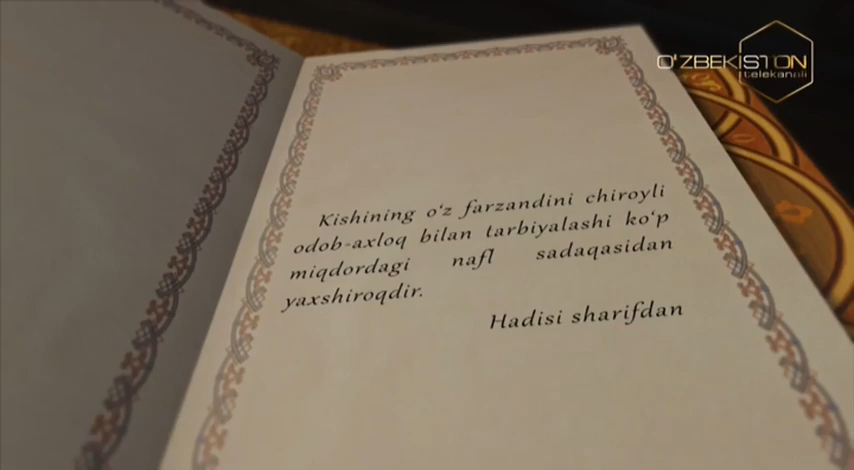 O'ZBEKISTON
telekanali
Kishining o'z farzandini chiroyli
odob-axloq bilan tarbiyalashi ko'p
miqdordagi nafl sadaqasidan
yaxshiroqdir.
Hadisi sharifdan